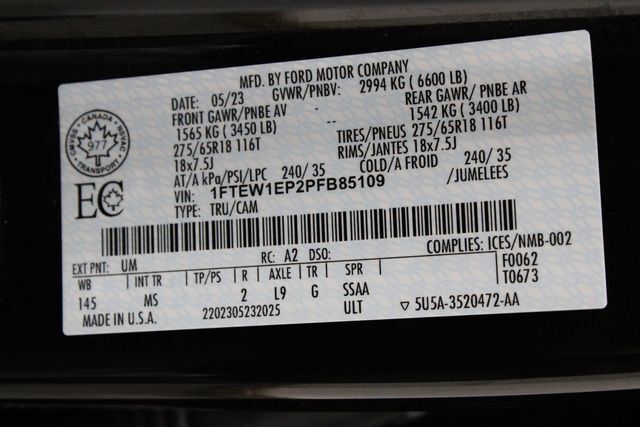 MFD. BY FORD MOTOR COMPANY
DATE: 05/23 GVWR/PNBV: 2994 KG ( 6600 LB)
FRONT GAWR/PNBE AV REAR GAWR/ PNBE AR
1565 KG ( 3450 LB) 1542 KG ( 3400 LB)
275/65R18 116T TIRES/PNEUS 275/65R18 116T
18x7.5J RIMS/JANTES 18x7.5J
AT/A kPa/PSI/LPC 240/ 35 COLD/A FROID 240/ 35
VIN: 1FTEW1EP2PFB85109 /JUMELEES
TYPE: TRU/CAM
CANADA
977
TRANSPORT
EC
COMPLIES: ICES/NMB-002
EXT PNT: UM RC: A2 DSO: F0062
WB INT TR TP/PS R AXLE TR SPR T0673
145 MS 2 L9 G SSAA
MADE IN U.S.A. 2202305232025 ULT 5U5A-3520472-AA